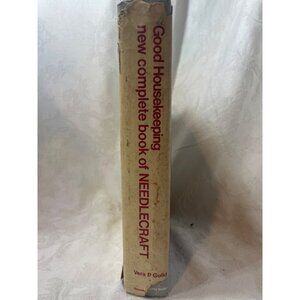 Good Housekeeping
new complete book of NEEDLECRAFT
Vera P. Guild